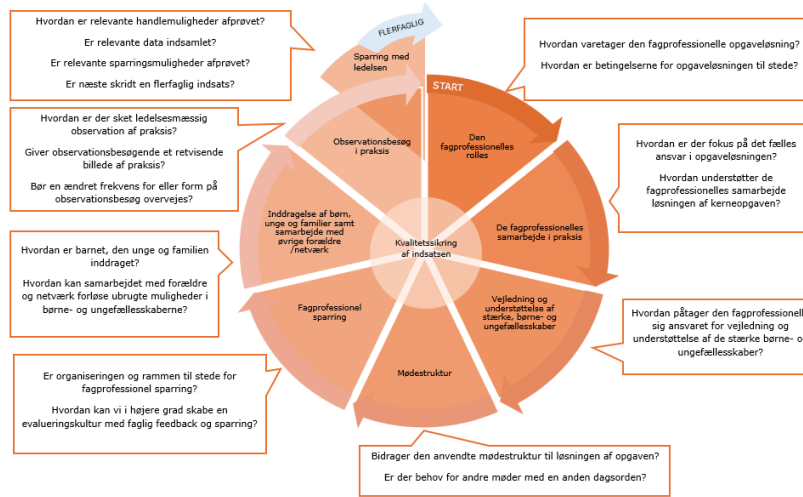 FLERFAGLIG
Sparring med
ledelsen
START
Den
fagprofessionelles
rolles
De fagprofessionelles
samarbejde i praksis
Vejledning og
understøttelse af
stærke, børne- og
ungefællesskaber
Mødestruktur
Fagprofessionel
sparring
Inddragelse af børn,
unge og familier samt
samarbejde med
øvrige forældre
/netværk
Observationsbesøg
i praksis
Kvalitetssikring
af indsatsen
Hvordan varetager den fagprofessionelle opgaveløsning?
Hvordan er betingelserne for opgaveløsningen til stede?
Hvordan er der fokus på det fælles
ansvar i opgaveløsningen?
Hvordan understøtter de
fagprofessionelles samarbejde
løsningen af kerneopgaven?
Hvordan påtager den fagprofessionelle
sig ansvaret for vejledning og
understøttelse af de stærke børne- og
ungefællesskaber?
Bidrager den anvendte mødestruktur til løsningen af opgaven?
Er der behov for andre møder med en anden dagsorden?
Er organiseringen og rammen til stede for
fagprofessionel sparring?
Hvordan kan vi i højere grad skabe en
evalueringskultur med faglig feedback og sparring?
Hvordan er barnet, den unge og familien
inddraget?
Hvordan kan samarbejdet med forældre
og netværk forløse ubrugte muligheder i
børne- og ungefællesskaberne?
Hvordan er der sket ledelsesmæssig
observation af praksis?
Giver observationsbesøgende et retvisende
billede af praksis?
Bør en ændret frekvens for eller form på
observationsbesøg overvejes?
Hvordan er relevante handlemuligheder afprøvet?
Er relevante data indsamlet?
Er relevante sparringsmuligheder afprøvet?
Er næste skridt en flerfaglig indsats?